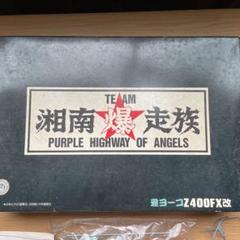 TEAM
湘南爆走族
PURPLE HIGHWAY OF ANGELS
Z400FX改